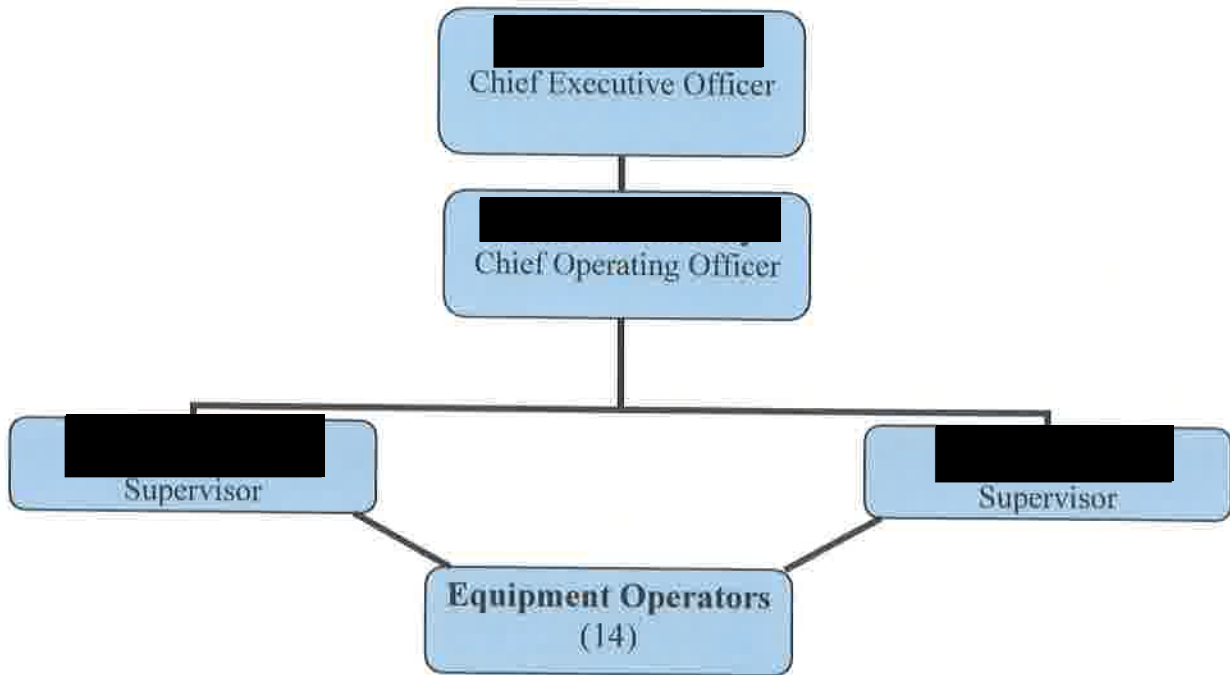 Chief Executive Officer
Chief Operating Officer
Supervisor
Supervisor
Equipment Operators
(14)